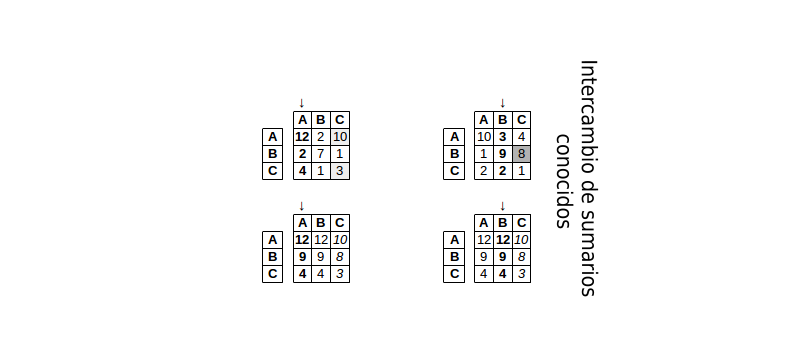 ↓ ↓
A B C A B C
A 12 2 10 A 10 3 4
B 2 7 1 B 1 9 8
C 4 1 3 C 2 2 1
↓ ↓
A B C A B C
A 12 12 10 A 12 12 10
B 9 9 8 B 9 9 8
C 4 4 3 C 4 4 3
Intercambio de sumarios
conocidos